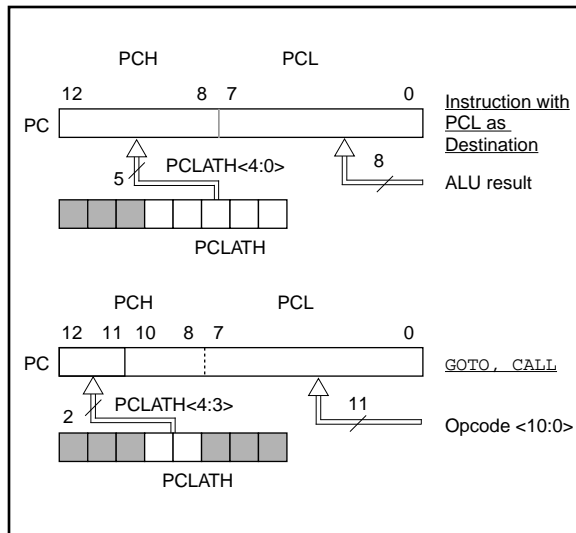 PCH PCL
12 8 7 0
PC
Instruction with
PCL as
Destination
PCLATH<4:0>
5
8
ALU result
PCLATH
PCH PCL
12 11 10 8 7 0
PC
GOTO, CALL
PCLATH<4:3>
2
11
Opcode <10:0>
PCLATH